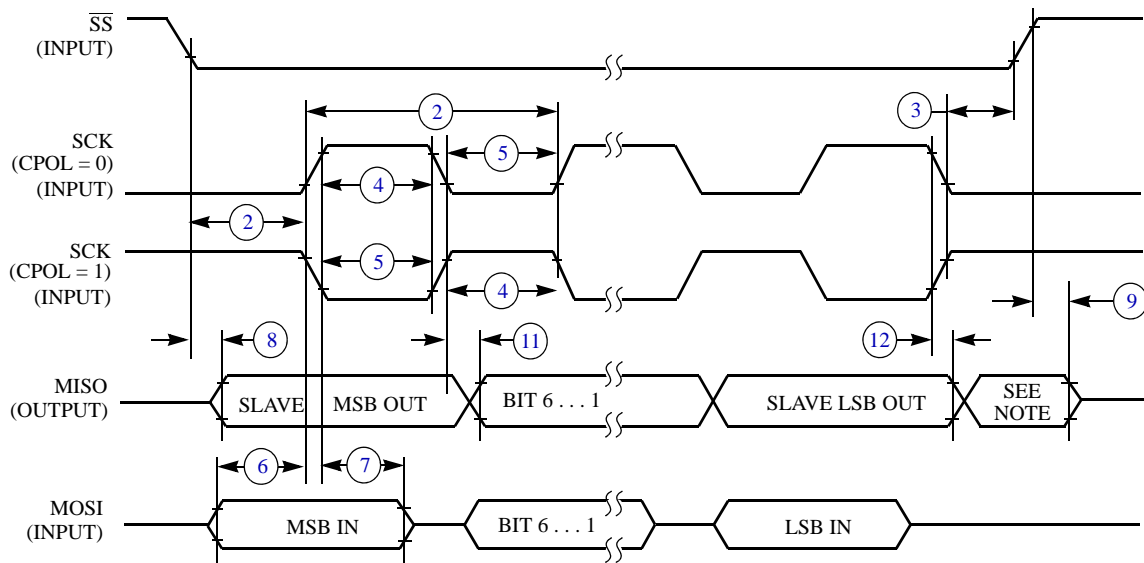 SS
(INPUT)
2
3
SCK
(CPOL = 0)
(INPUT)
5
4
2
SCK
(CPOL = 1)
(INPUT)
5
4
9
8
11
12
MISO
(OUTPUT)
SLAVE MSB OUT
BIT 6 . . . 1
SLAVE LSB OUT
SEE
NOTE
6
7
MOSI
(INPUT)
MSB IN
BIT 6 . . . 1
LSB IN